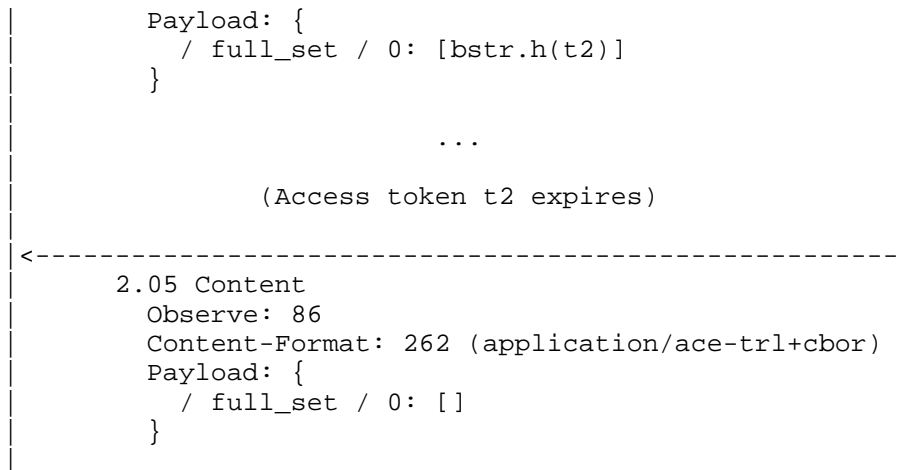 |        Payload: {
|          / full_set / 0: [bstr.h(t2)]
|        }
|
|                          ...
|
|               (Access token t2 expires)
|
|<------------------------------------------------------
|      2.05 Content
|        Observe: 86
|        Content-Format: 262 (application/ace-trl+cbor)
|        Payload: {
|          / full_set / 0: []
|        }
|